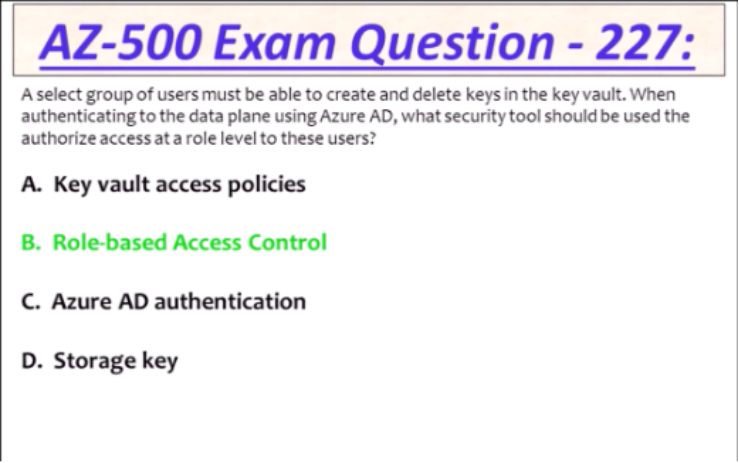 AZ-500 Exam Question - 227:
A select group of users must be able to create and delete keys in the key vault. When
authenticating to the data plane using Azure AD, what security tool should be used the
authorize access at a role level to these users?
A. Key vault access policies
B. Role-based Access Control
C. Azure AD authentication
D. Storage key